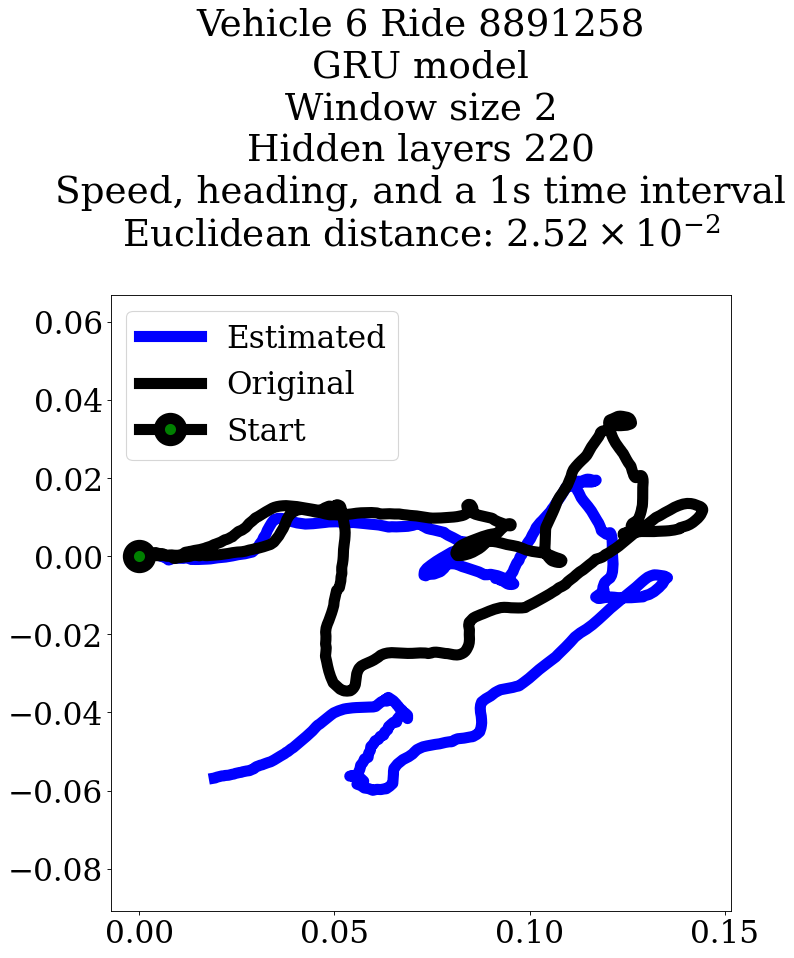 Vehicle 6 Ride 8891258
GRU model
Window size 2
Hidden layers 220
Speed, heading, and a 1s time interval
Euclidean distance: 2.52 × 10⁻²
Estimated
Original
Start
0.06
0.04
0.02
0.00
−0.02
−0.04
−0.06
−0.08
0.00 0.05 0.10 0.15